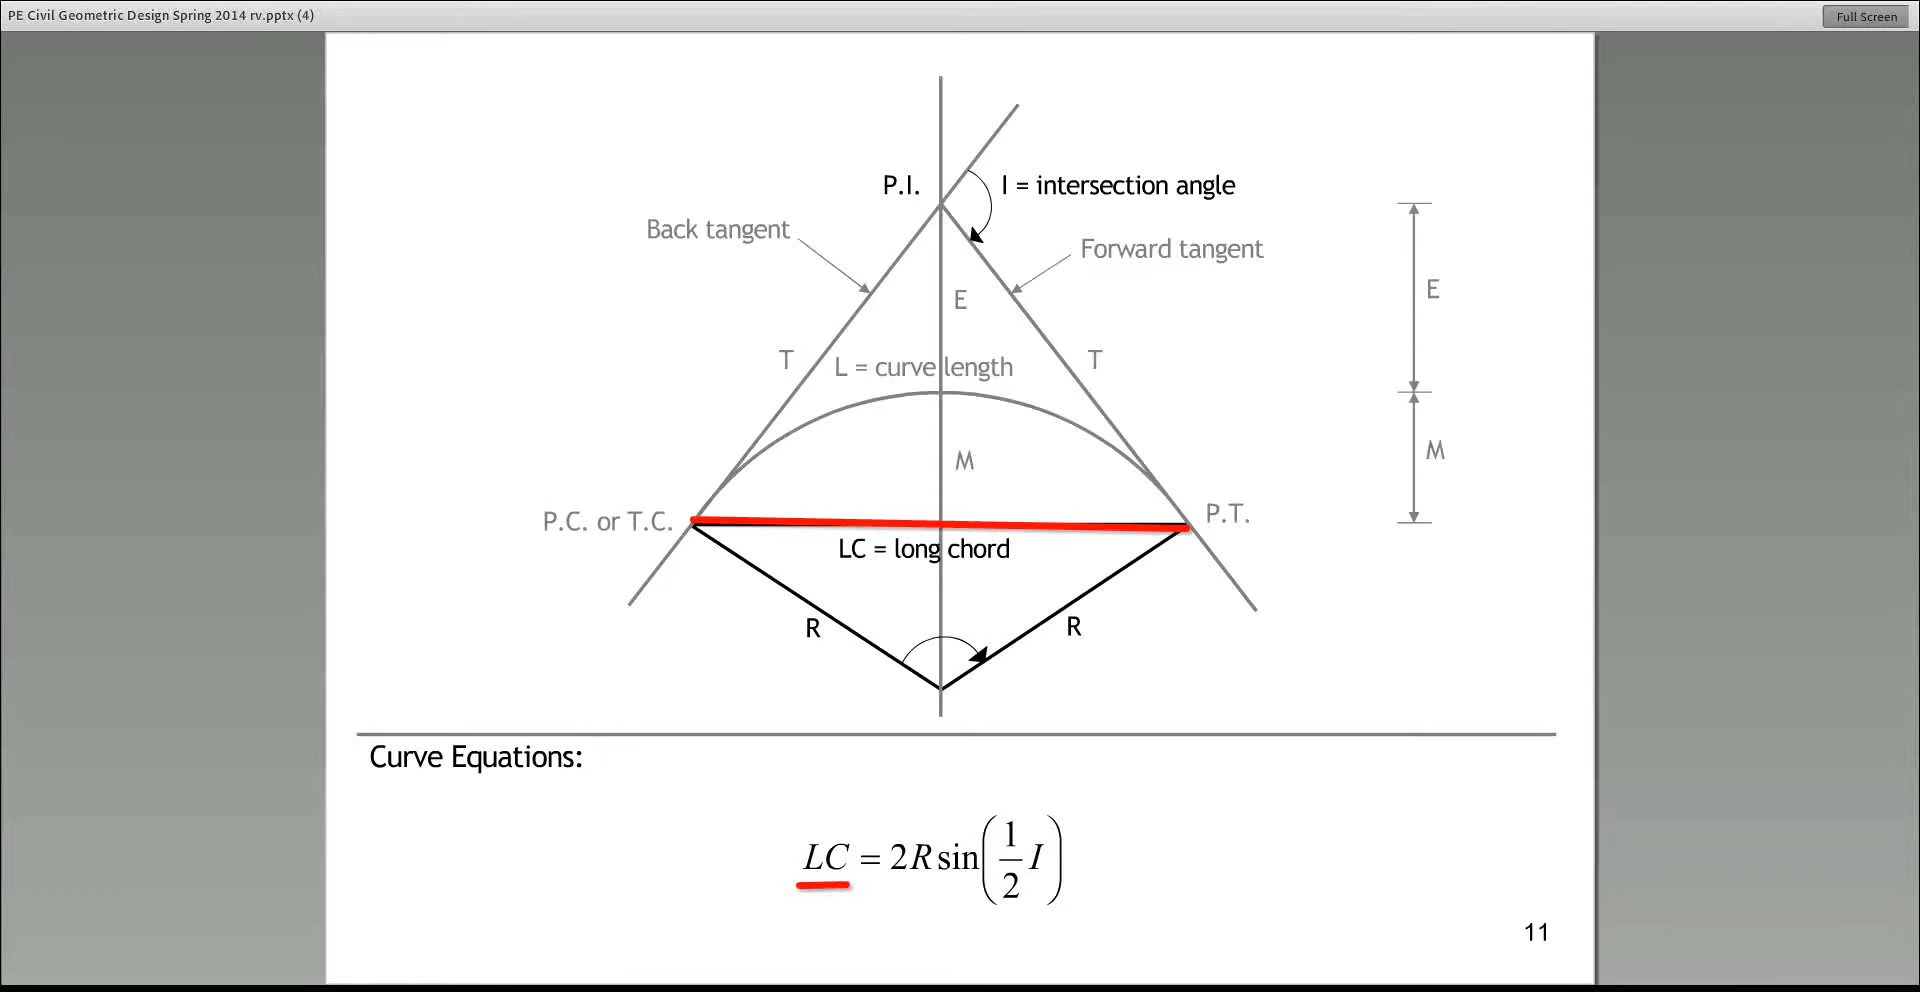 PE Civil Geometric Design Spring 2014 rv.pptx (4)
Full Screen
P.I.
I = intersection angle
Back tangent
Forward tangent
E
E
T
T
L = curve length
M
M
P.C. or T.C.
P.T.
LC = long chord
R
R
Curve Equations:
LC = 2R sin(1/2 I)
11